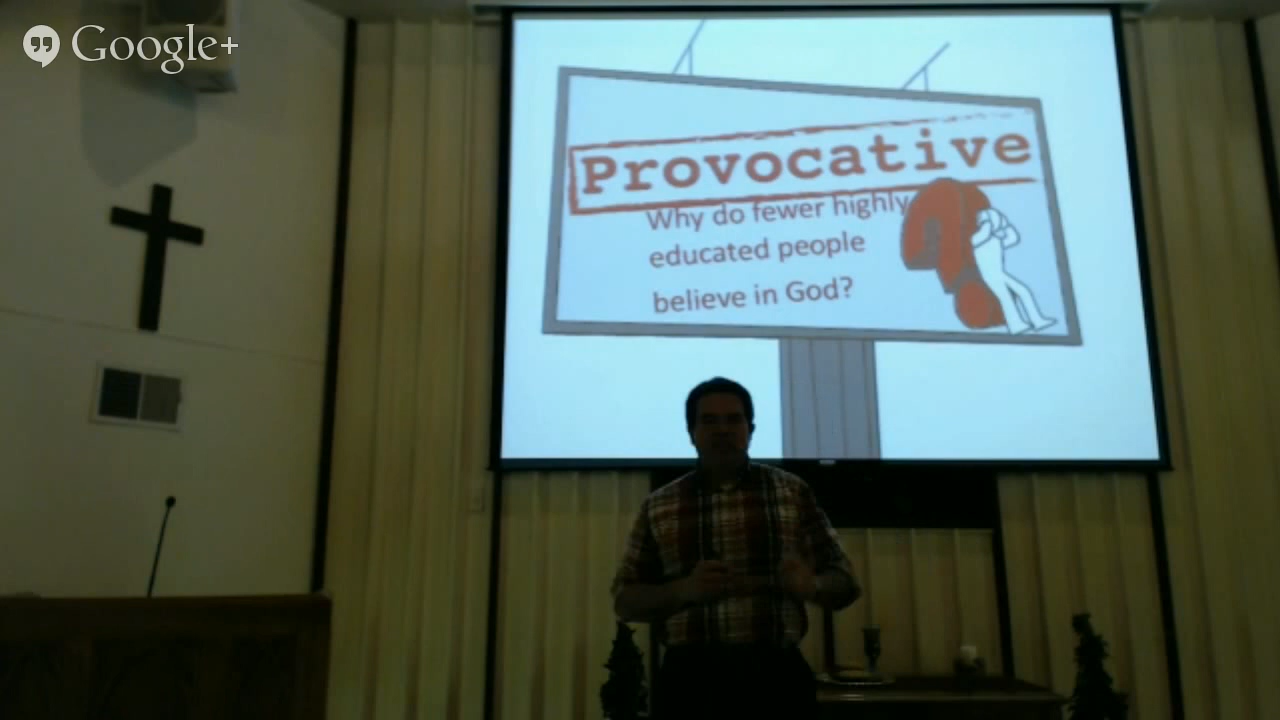 Google+
Provocative
Why do fewer highly
educated people
believe in God?